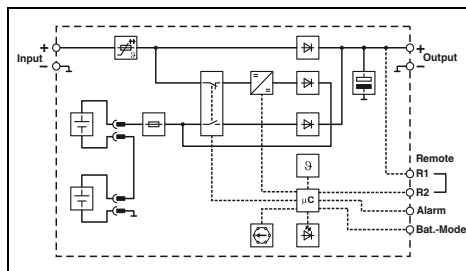 +
Input
−
ϑ
=
=
+
Output
−
Remote
R1
ϑ
R2
µC
Alarm
Bat.-Mode